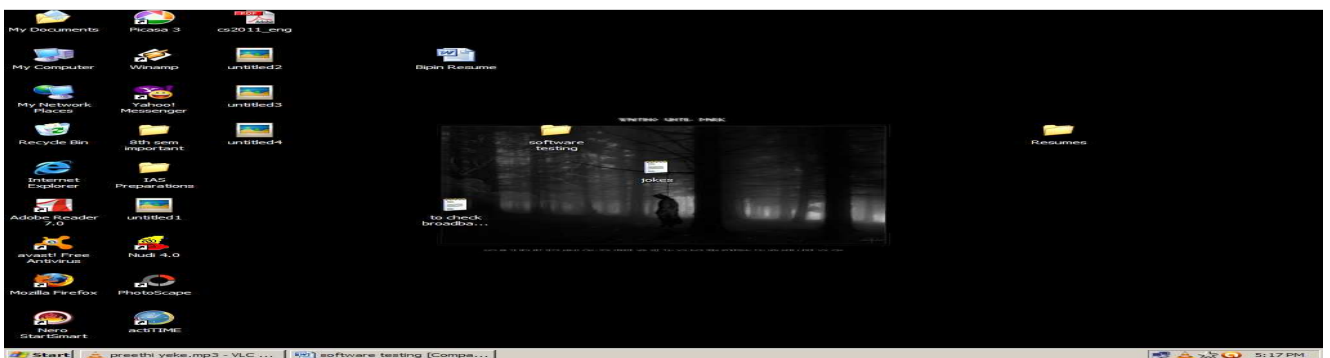 My Documents
Picasa 3
cs2011_eng
My Computer
Winamp
untitled2
Bipin Resume
My Network
Places
Yahoo!
Messenger
untitled3
WAITING UNTIL DARK
Recycle Bin
8th sem
important
untitled4
software
testing
Resumes
Internet
Explorer
IAS
Preparations
jokes
Adobe Reader
7.0
untitled1
to check
broadba...
avast! Free
Antivirus
Nudi 4.0
Mozilla Firefox
PhotoScape
Nero
StartSmart
actiTIME
Start
preethi yeke.mp3 - VLC ...
software testing [Compa...
5:17 PM